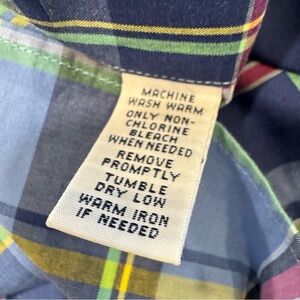 MACHINE
WASH WARM
ONLY NON-
CHLORINE
BLEACH
WHEN NEEDED
REMOVE
PROMPTLY
TUMBLE
DRY LOW
WARM IRON
IF NEEDED